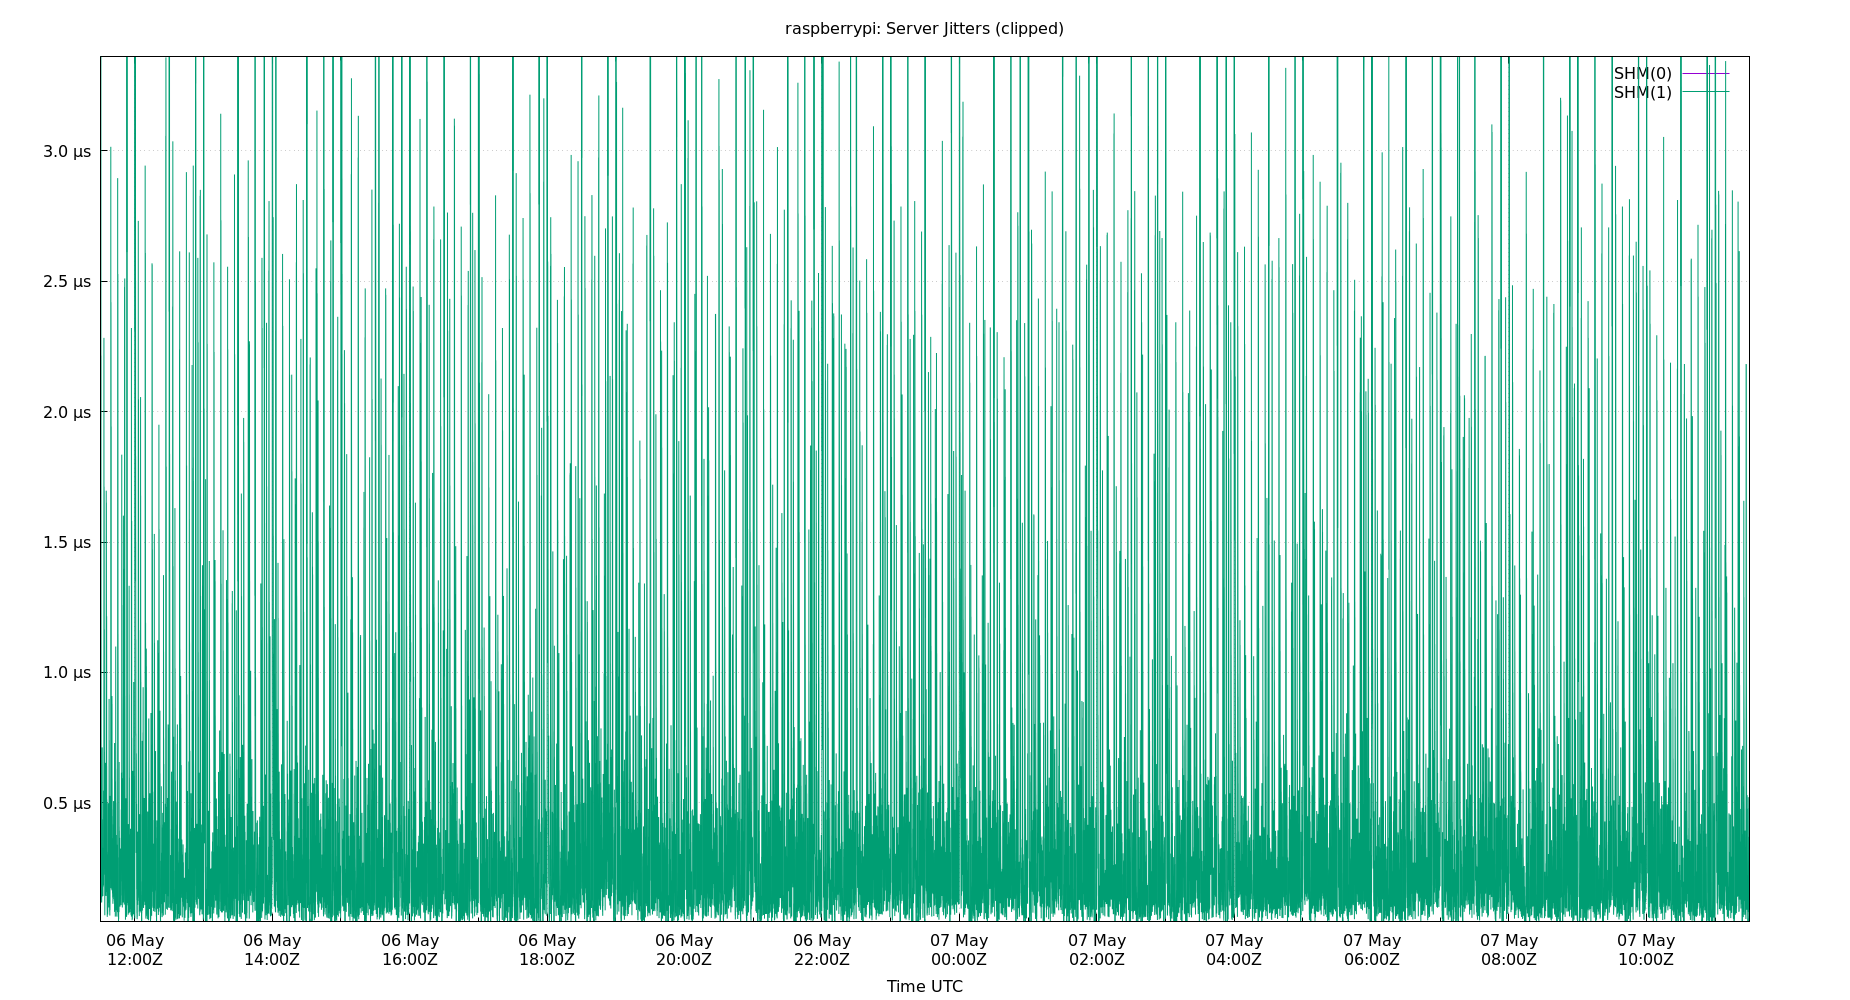 raspberrypi: Server Jitters (clipped)
SHM(0)
SHM(1)
3.0 µs
2.5 µs
2.0 µs
1.5 µs
1.0 µs
0.5 µs
06 May 06 May 06 May 06 May 06 May 06 May 07 May 07 May 07 May 07 May 07 May 07 May
12:00Z 14:00Z 16:00Z 18:00Z 20:00Z 22:00Z 00:00Z 02:00Z 04:00Z 06:00Z 08:00Z 10:00Z
Time UTC